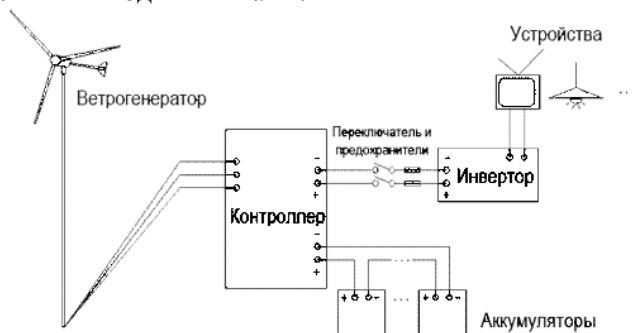 Устройства
Ветрогенератор
Переключатель и
предохранители
Инвертор
Контроллер
Аккумуляторы